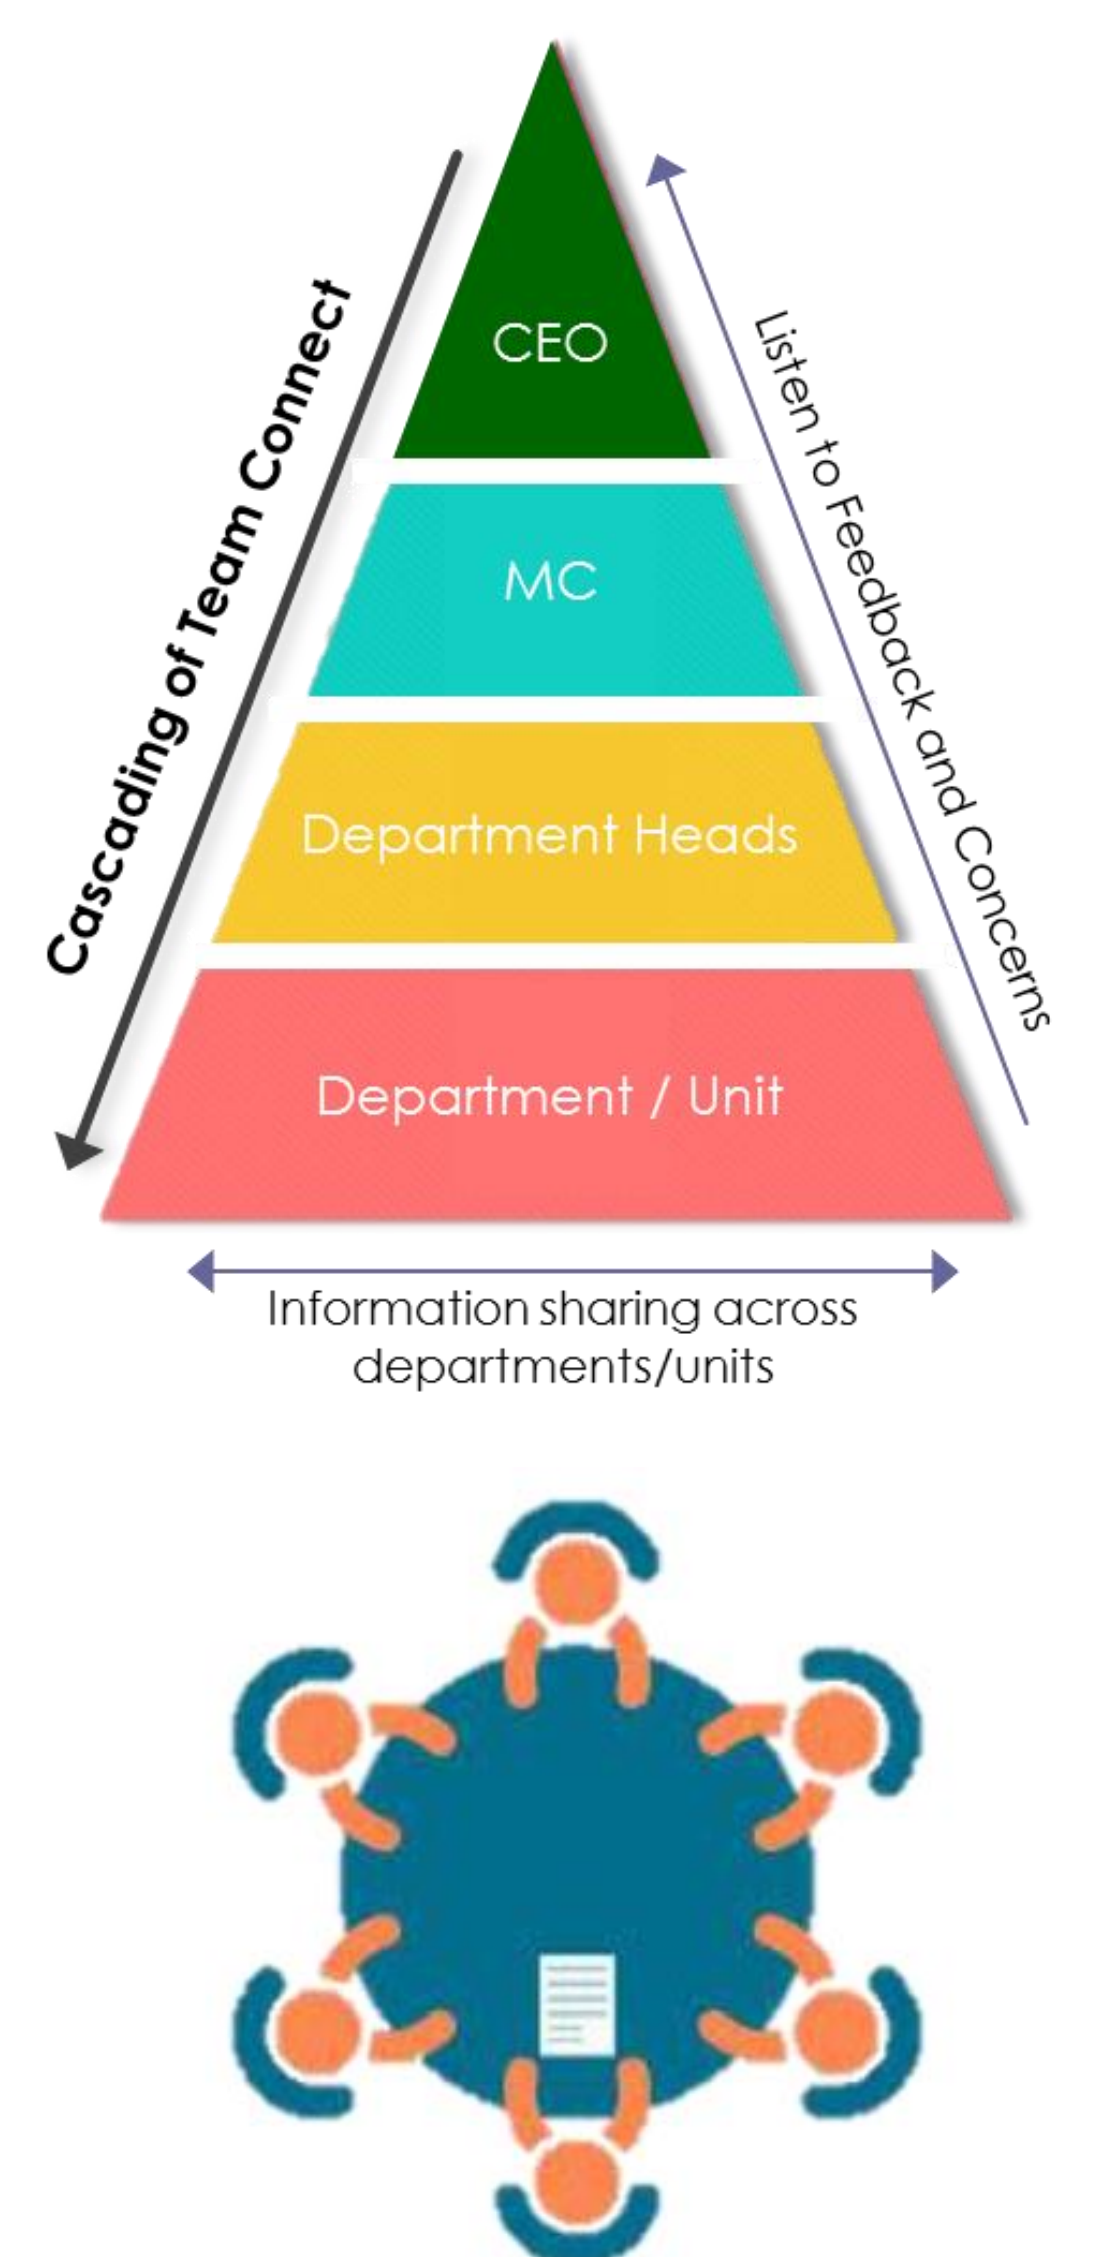 Cascading of Team Connect
Listen to Feedback and Concerns
CEO
MC
Department Heads
Department / Unit
Information sharing across
departments/units